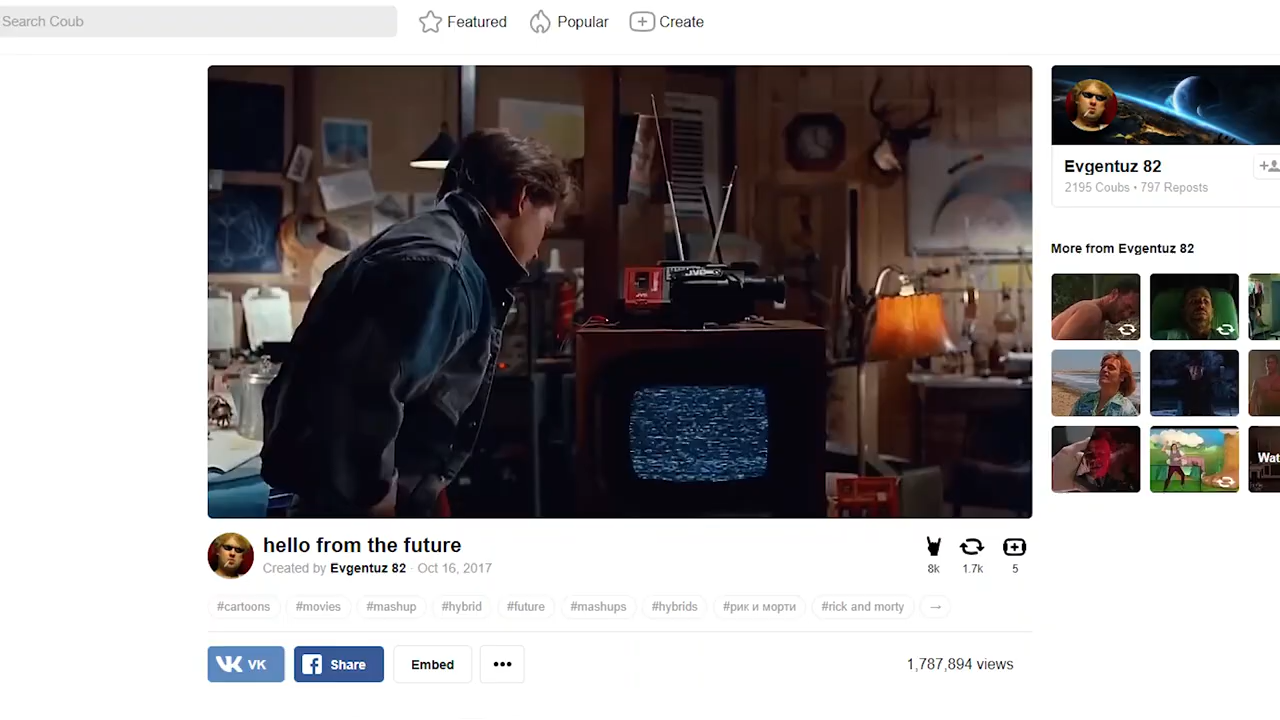 Search Coub
Featured
Popular
Create
JVC
JVC
Evgentuz 82
2195 Coubs • 797 Reposts
More from Evgentuz 82
Wat
hello from the future
Created by Evgentuz 82 · Oct 16, 2017
8k
1.7k
5
#cartoons
#movies
#mashup
#hybrid
#future
#mashups
#hybrids
#рик и морти
#rick and morty
→
VK
Share
Embed
•••
1,787,894 views